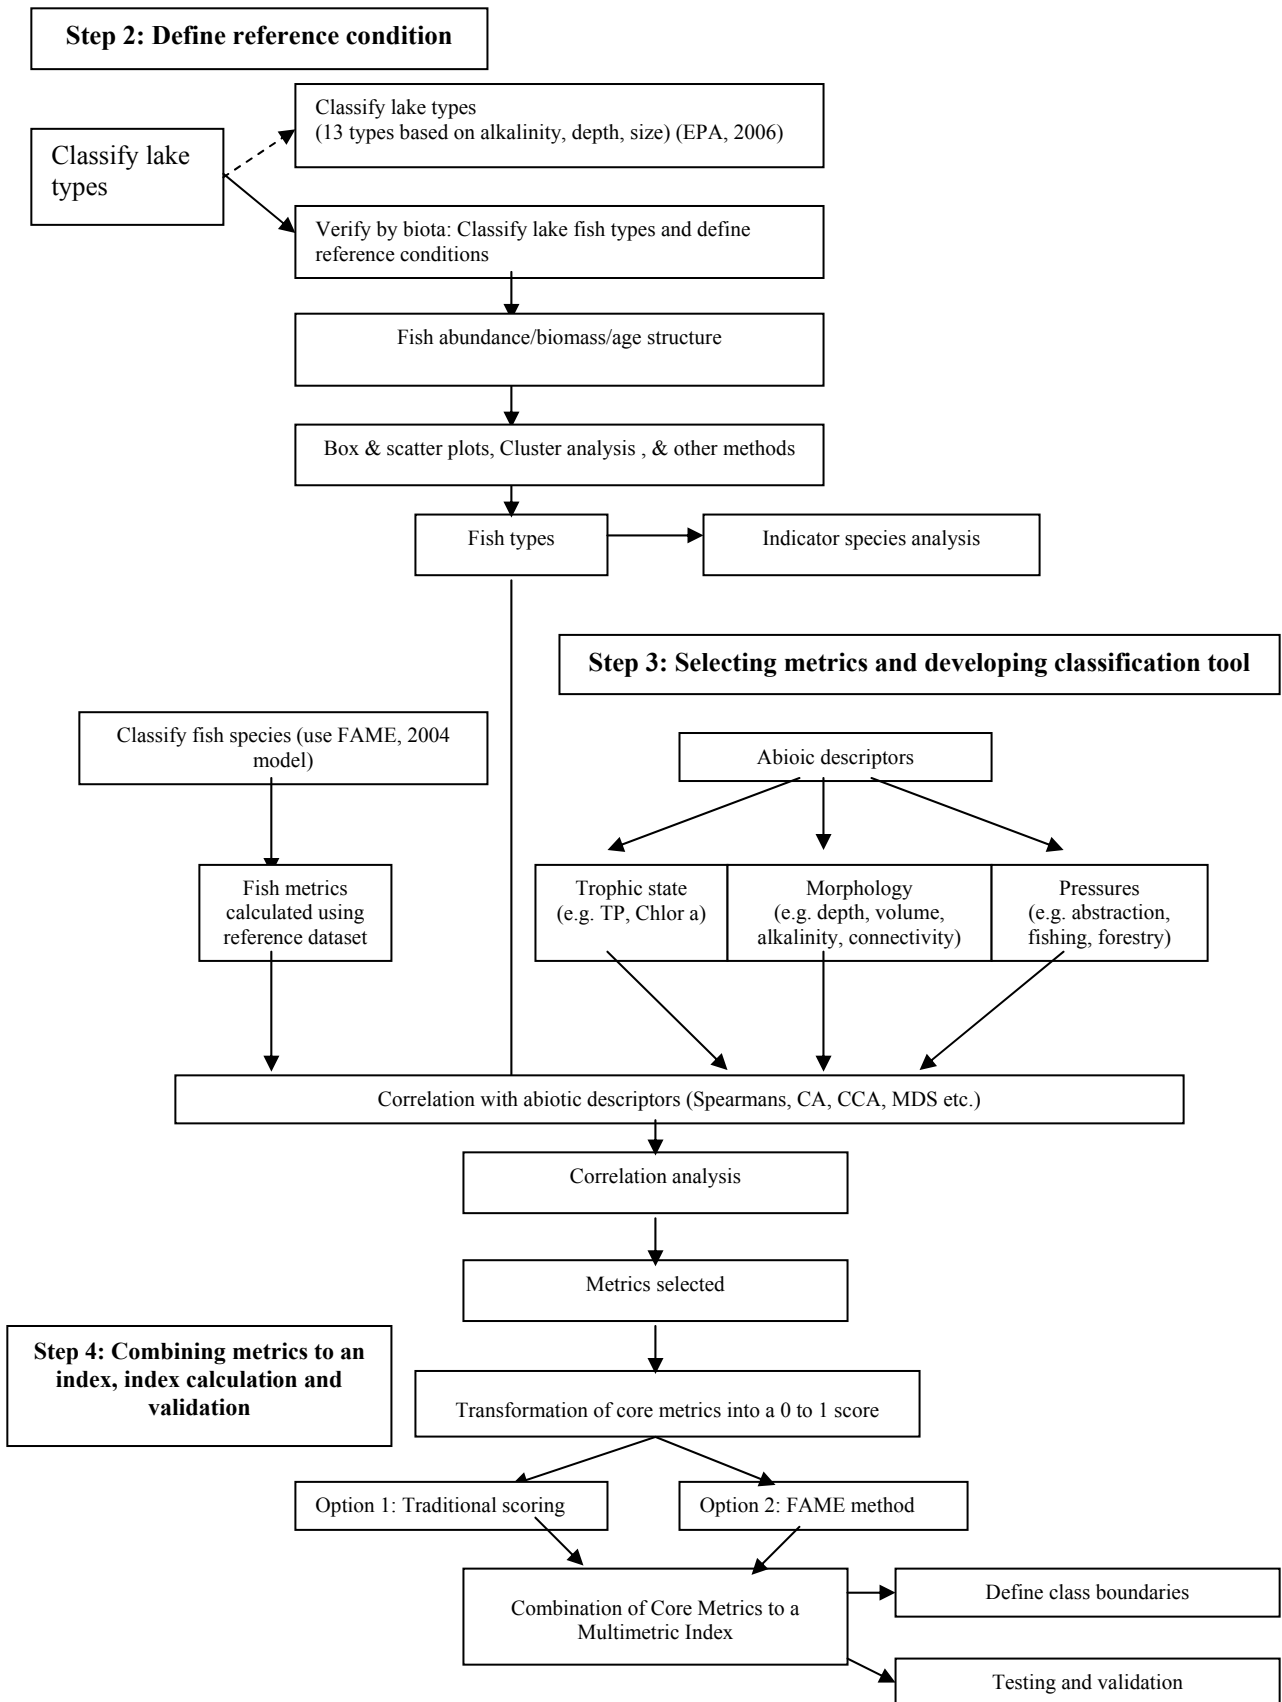 Step 2: Define reference condition
Classify lake types
(13 types based on alkalinity, depth, size) (EPA, 2006)
Classify lake
types
Verify by biota: Classify lake fish types and define
reference conditions
Fish abundance/biomass/age structure
Box & scatter plots, Cluster analysis , & other methods
Fish types
Indicator species analysis
Step 3: Selecting metrics and developing classification tool
Classify fish species (use FAME, 2004
model)
Abioic descriptors
Fish metrics
calculated using
reference dataset
Trophic state
(e.g. TP, Chlor a)
Morphology
(e.g. depth, volume,
alkalinity, connectivity)
Pressures
(e.g. abstraction,
fishing, forestry)
Correlation with abiotic descriptors (Spearmans, CA, CCA, MDS etc.)
Correlation analysis
Metrics selected
Step 4: Combining metrics to an
index, index calculation and
validation
Transformation of core metrics into a 0 to 1 score
Option 1: Traditional scoring
Option 2: FAME method
Combination of Core Metrics to a
Multimetric Index
Define class boundaries
Testing and validation